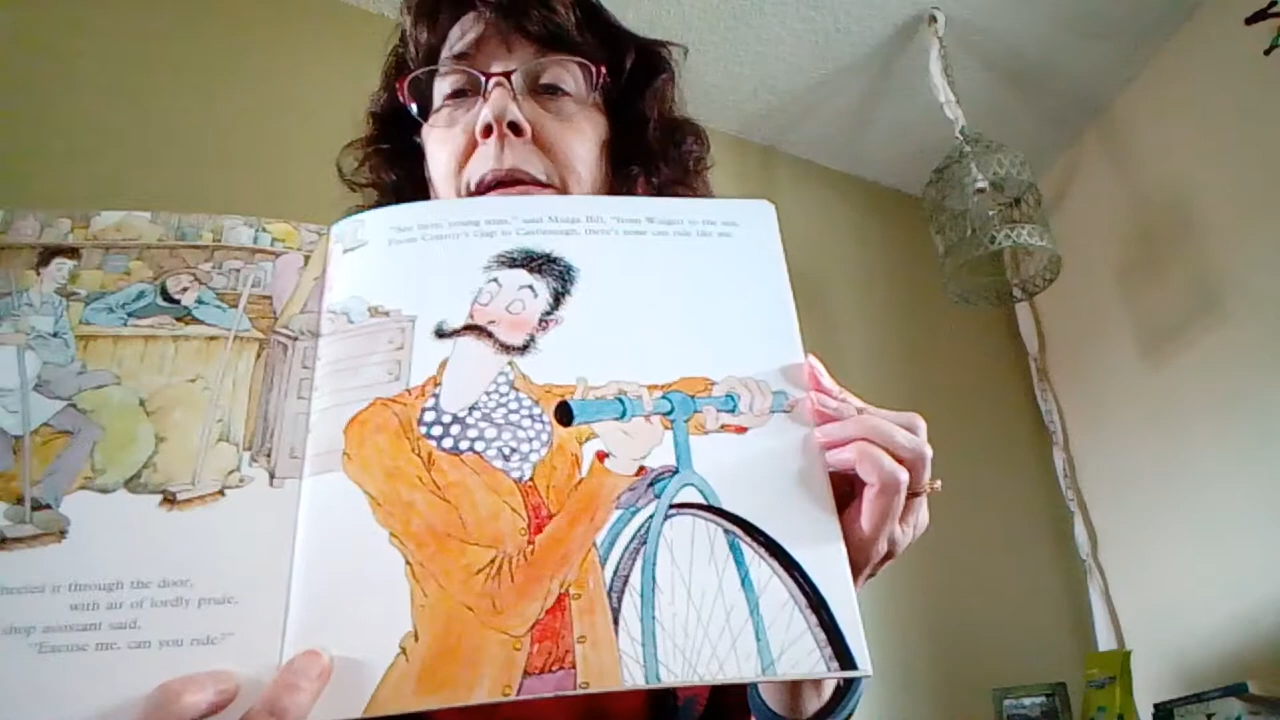 heeled it through the door,
with air of lordly pride,
shop assistant said,
"Excuse me, can you ride?"
"See here, young man," said Mulga Bill, "from Walgett to the sea,
From Conroy's Gap to Castlereagh, there's none can ride like me.